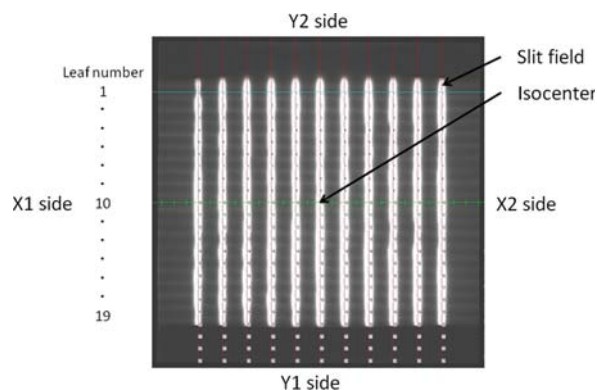 Y2 side
Slit field
Leaf number
1
Isocenter
X1 side
10
X2 side
19
Y1 side